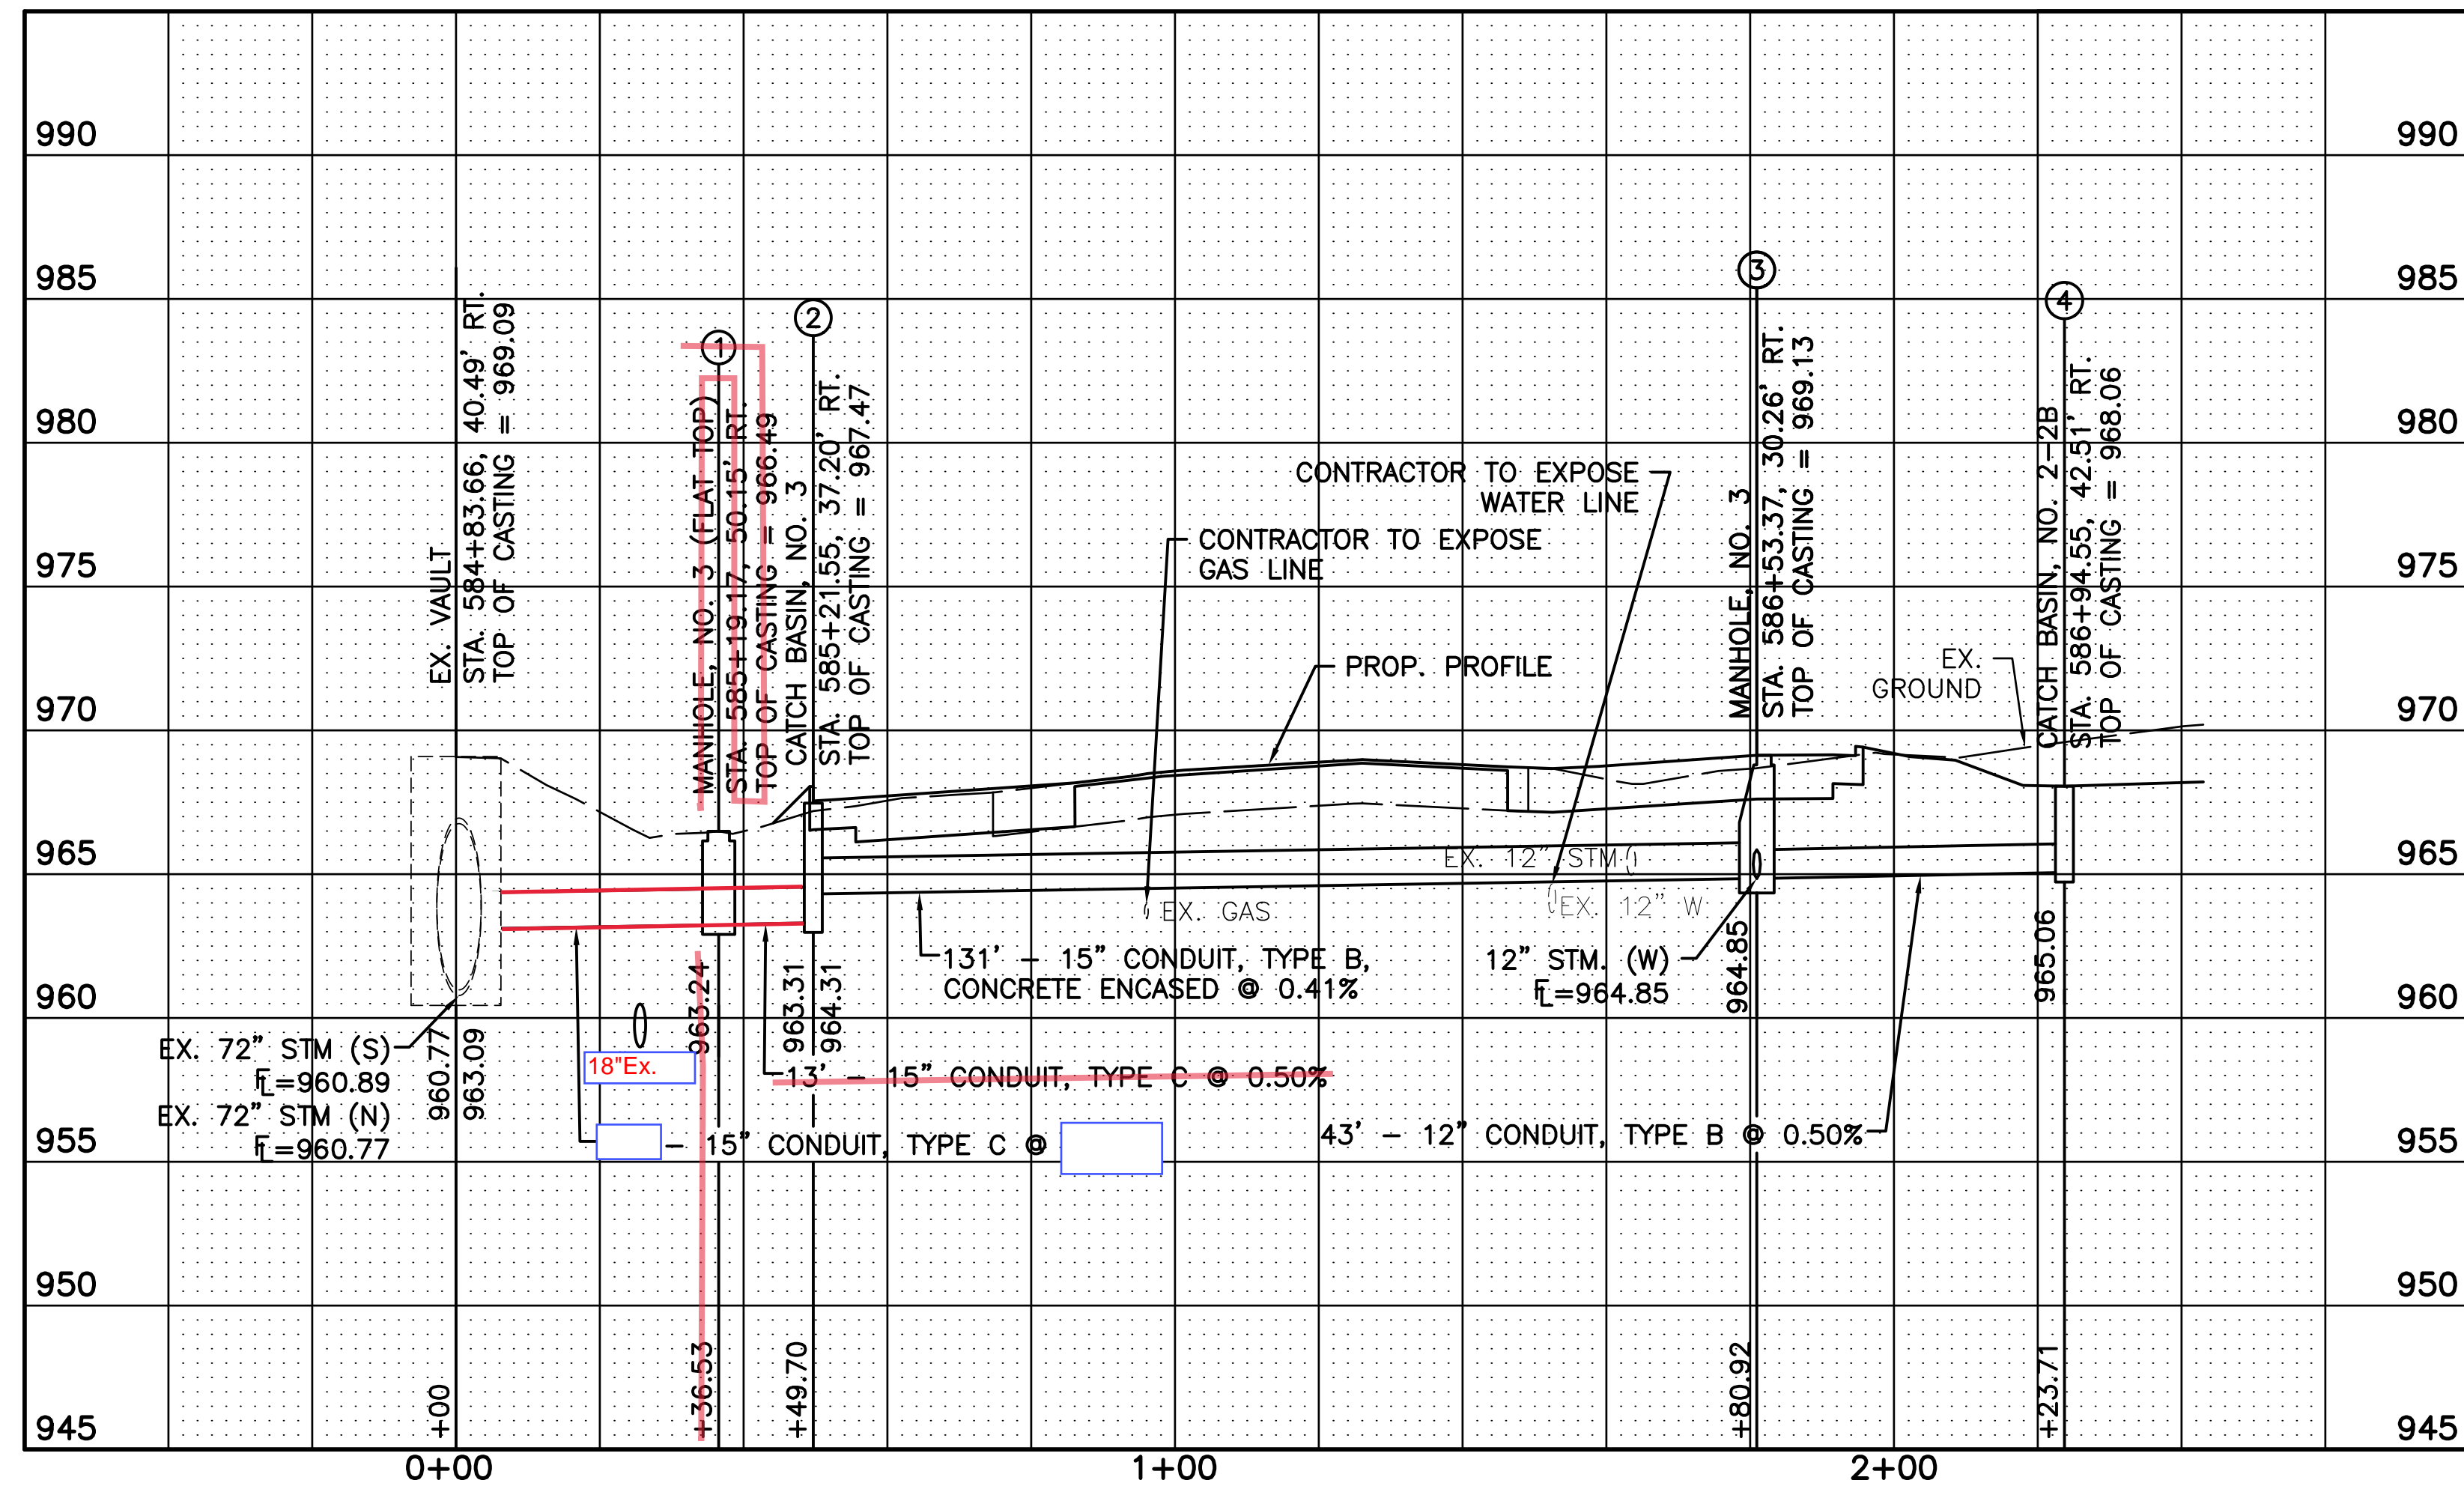 990
990
985
985
980
980
975
975
970
970
965
965
960
960
955
955
950
950
945
945
EX. VAULT
STA. 584+83.66, 40.49' RT.
TOP OF CASTING = 969.09
1
MANHOLE, NO. 3 (FLAT TOP)
STA. 585+19.17, 50.15' RT.
TOP OF CASTING = 966.49
2
CATCH BASIN, NO. 3
STA. 585+21.55, 37.20' RT.
TOP OF CASTING = 967.47
CONTRACTOR TO EXPOSE
WATER LINE
CONTRACTOR TO EXPOSE
GAS LINE
PROP. PROFILE
3
MANHOLE, NO. 3
STA. 586+53.37, 30.26' RT.
TOP OF CASTING = 969.13
EX.
GROUND
4
CATCH BASIN, NO. 2-2B
STA. 586+94.55, 42.51' RT.
TOP OF CASTING = 968.06
EX. 12" STM
EX. GAS
EX. 12" W
131' - 15" CONDUIT, TYPE B,
CONCRETE ENCASED @ 0.41%
12" STM. (W)
FL=964.85
EX. 72" STM (S)
FL=960.89
EX. 72" STM (N)
FL=960.77
960.77
963.09
963.24
963.31
964.31
964.85
965.06
18"Ex.
13' - 15" CONDUIT, TYPE C @ 0.50%
- 15" CONDUIT, TYPE C @
43' - 12" CONDUIT, TYPE B @ 0.50%
+00
+36.53
+49.70
+80.92
+23.71
0+00
1+00
2+00